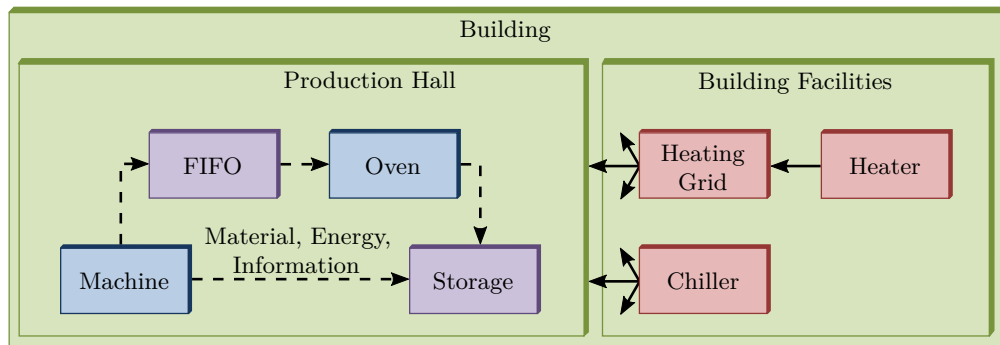 Building
Production Hall
Building Facilities
FIFO
Oven
Heating
Grid
Heater
Material, Energy,
Information
Machine
Storage
Chiller